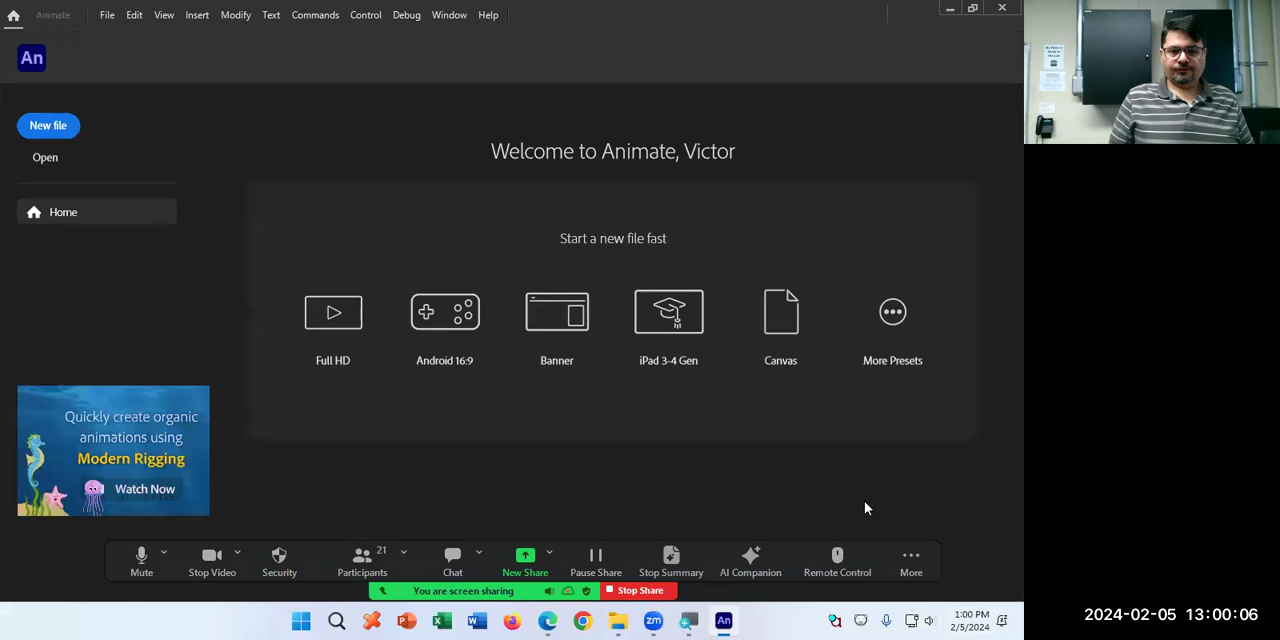 Animate File Edit View Insert Modify Text Commands Control Debug Window Help
An
New file
Open
Home
Welcome to Animate, Victor
Start a new file fast
Full HD Android 16:9 Banner iPad 3-4 Gen Canvas More Presets
Quickly create organic
animations using
Modern Rigging
Watch Now
21
Mute Stop Video Security Participants Chat New Share Pause Share Stop Summary AI Companion Remote Control More
You are screen sharing Stop Share
zm An
1:00 PM
2/5/2024
2024-02-05 13:00:06